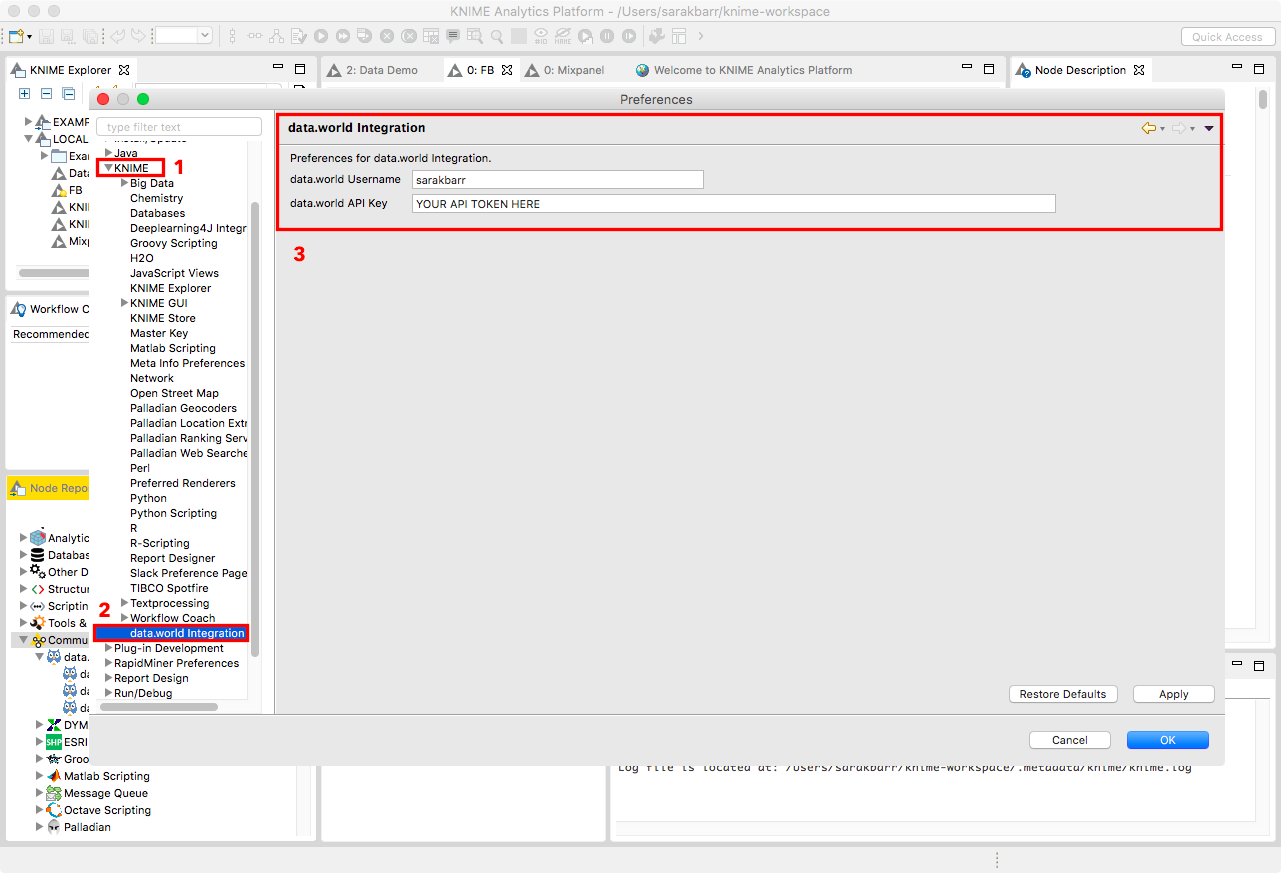 KNIME Analytics Platform - /Users/sarakbarr/knime-workspace
Quick Access
KNIME Explorer
2: Data Demo
0: FB
0: Mixpanel
Welcome to KNIME Analytics Platform
Node Description
EXAMP
LOCAL
Exa
Data
FB
KNI
KNI
Mixp
Workflow C
Recommended
Node Repo
Analytic
Databas
Other D
Structur
Scriptin
Tools &
Commu
data.
da
da
da
DYM
ESRI
Groo
Matlab Scripting
Message Queue
Octave Scripting
Palladian
Preferences
type filter text
Install/Update
Java
KNIME
1
Big Data
Chemistry
Databases
Deeplearning4J Integr
Groovy Scripting
H2O
JavaScript Views
KNIME Explorer
KNIME GUI
KNIME Store
Master Key
Matlab Scripting
Meta Info Preferences
Network
Open Street Map
Palladian Geocoders
Palladian Location Extr
Palladian Ranking Serv
Palladian Web Searche
Perl
Preferred Renderers
Python
Python Scripting
R
R-Scripting
Report Designer
Slack Preference Page
TIBCO Spotfire
Textprocessing
2
Workflow Coach
data.world Integration
Plug-in Development
RapidMiner Preferences
Report Design
Run/Debug
data.world Integration
Preferences for data.world Integration.
data.world Username sarakbarr
data.world API Key YOUR API TOKEN HERE
3
Restore Defaults
Apply
Cancel
OK
Log file is located at: /Users/sarakbarr/knime-workspace/.metadata/knime/knime.log